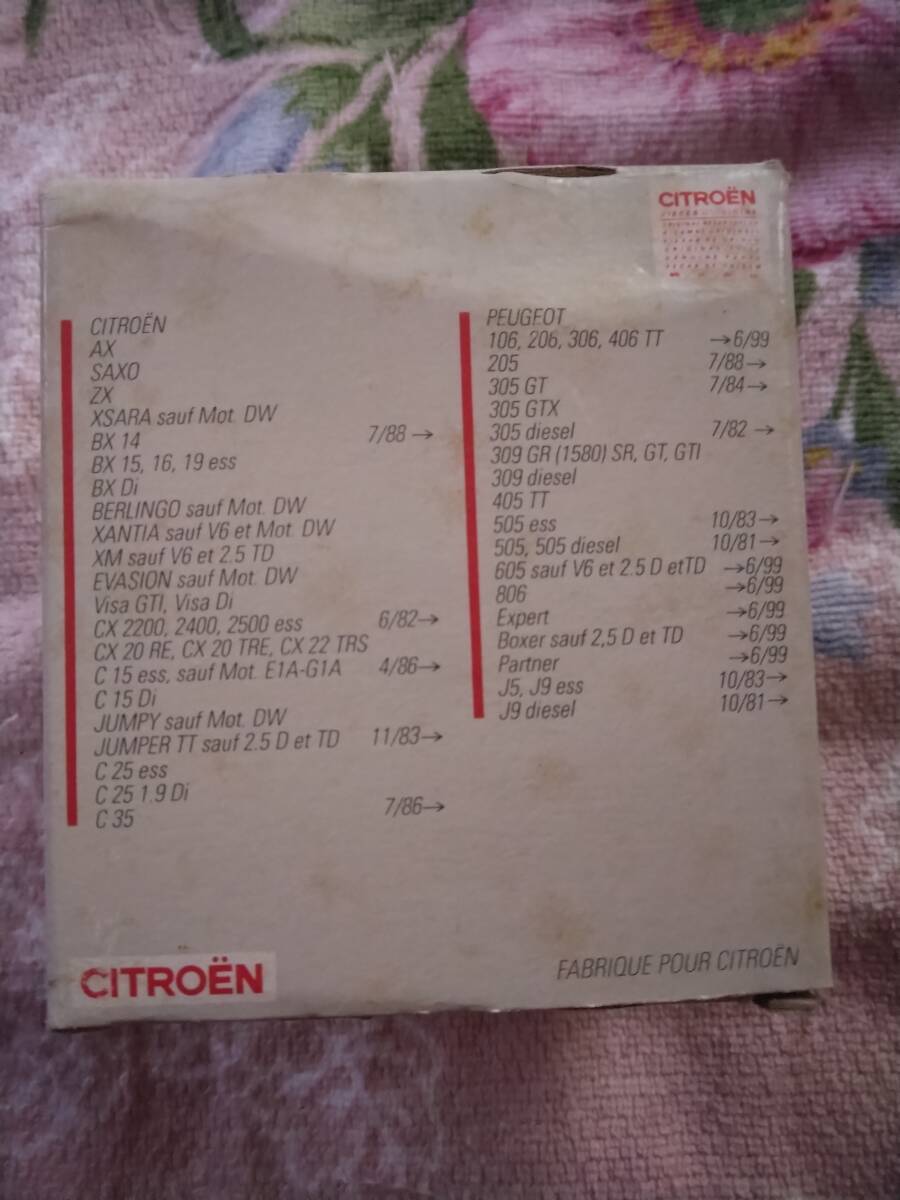 CITROËN
CITROËN
AX
SAXO
ZX
XSARA sauf Mot. DW
BX 14 7/88 →
BX 15, 16, 19 ess
BX Di
BERLINGO sauf Mot. DW
XANTIA sauf V6 et Mot. DW
XM sauf V6 et 2.5 TD
EVASION sauf Mot. DW
Visa GTI, Visa Di
CX 2200, 2400, 2500 ess 6/82→
CX 20 RE, CX 20 TRE, CX 22 TRS
C 15 ess, sauf Mot. E1A-G1A 4/86→
C 15 Di
JUMPY sauf Mot. DW
JUMPER TT sauf 2.5 D et TD 11/83→
C 25 ess
C 25 1.9 Di
C 35 7/86→
PEUGEOT
106, 206, 306, 406 TT →6/99
205 7/88→
305 GT 7/84→
305 GTX
305 diesel 7/82 →
309 GR (1580) SR, GT, GTI
309 diesel
405 TT
505 ess 10/83→
505, 505 diesel 10/81→
605 sauf V6 et 2.5 D etTD →6/99
806 →6/99
Expert →6/99
Boxer sauf 2,5 D et TD →6/99
Partner →6/99
J5, J9 ess 10/83→
J9 diesel 10/81→
CITROËN
FABRIQUE POUR CITROËN